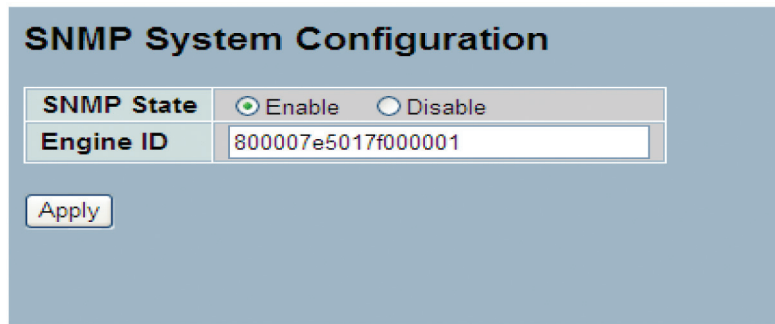 SNMP System Configuration
SNMP State Enable Disable
Engine ID 800007e5017f000001
Apply